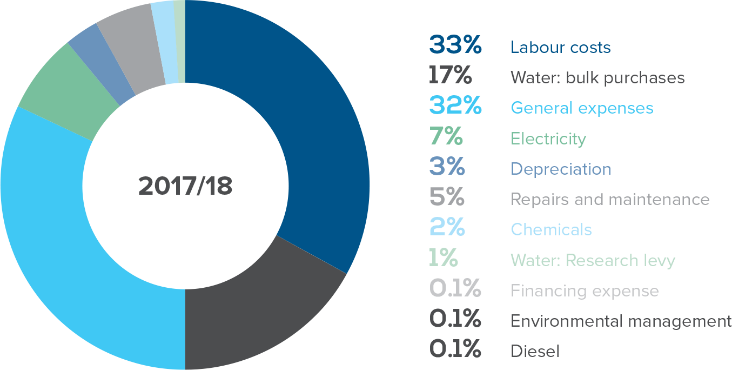 2017/18
33% Labour costs
17% Water: bulk purchases
32% General expenses
7% Electricity
3% Depreciation
5% Repairs and maintenance
2% Chemicals
1% Water: Research levy
0.1% Financing expense
0.1% Environmental management
0.1% Diesel